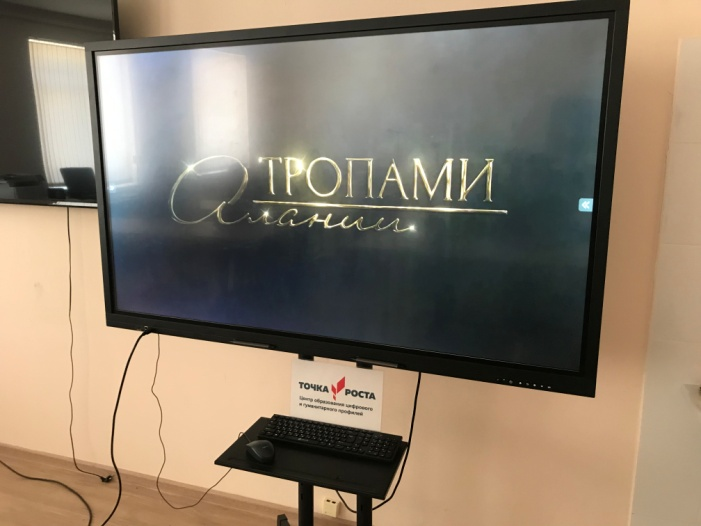 ТРОПАМИ
Алании
ТОЧКА РОСТА
Центр образования цифрового
и гуманитарного профилей